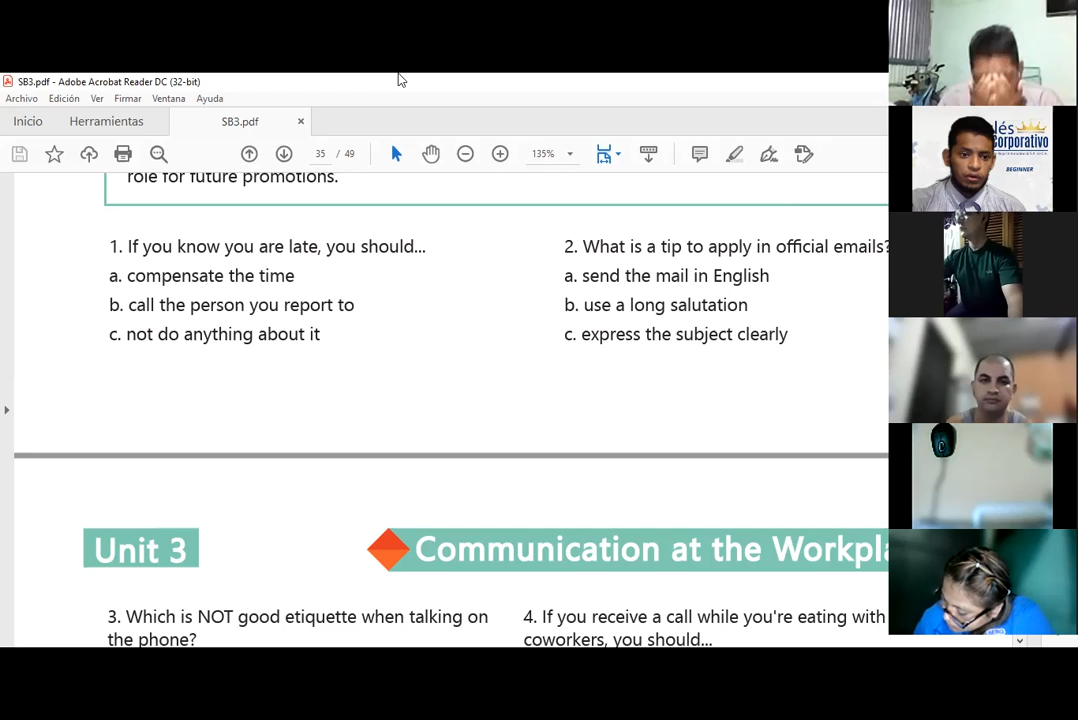 SB3.pdf - Adobe Acrobat Reader DC (32-bit)
Archivo Edición Ver Firmar Ventana Ayuda
Inicio Herramientas SB3.pdf ×
35 / 49 135%
role for future promotions.
1. If you know you are late, you should...
a. compensate the time
b. call the person you report to
c. not do anything about it
2. What is a tip to apply in official emails?
a. send the mail in English
b. use a long salutation
c. express the subject clearly
Unit 3
Communication at the Workpla
3. Which is NOT good etiquette when talking on
the phone?
4. If you receive a call while you're eating with
coworkers, you should...
lés
Corporativo
BEGINNER